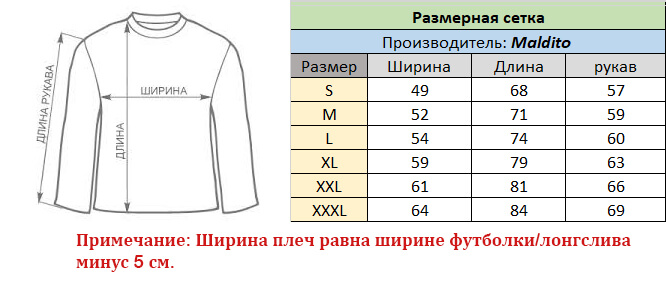 ДЛИНА РУКАВА
ШИРИНА
ДЛИНА
Размерная сетка
Производитель: Maldito
Размер Ширина Длина рукав
S 49 68 57
M 52 71 59
L 54 74 60
XL 59 79 63
XXL 61 81 66
XXXL 64 84 69
Примечание: Ширина плеч равна ширине футболки/лонгслива
минус 5 см.